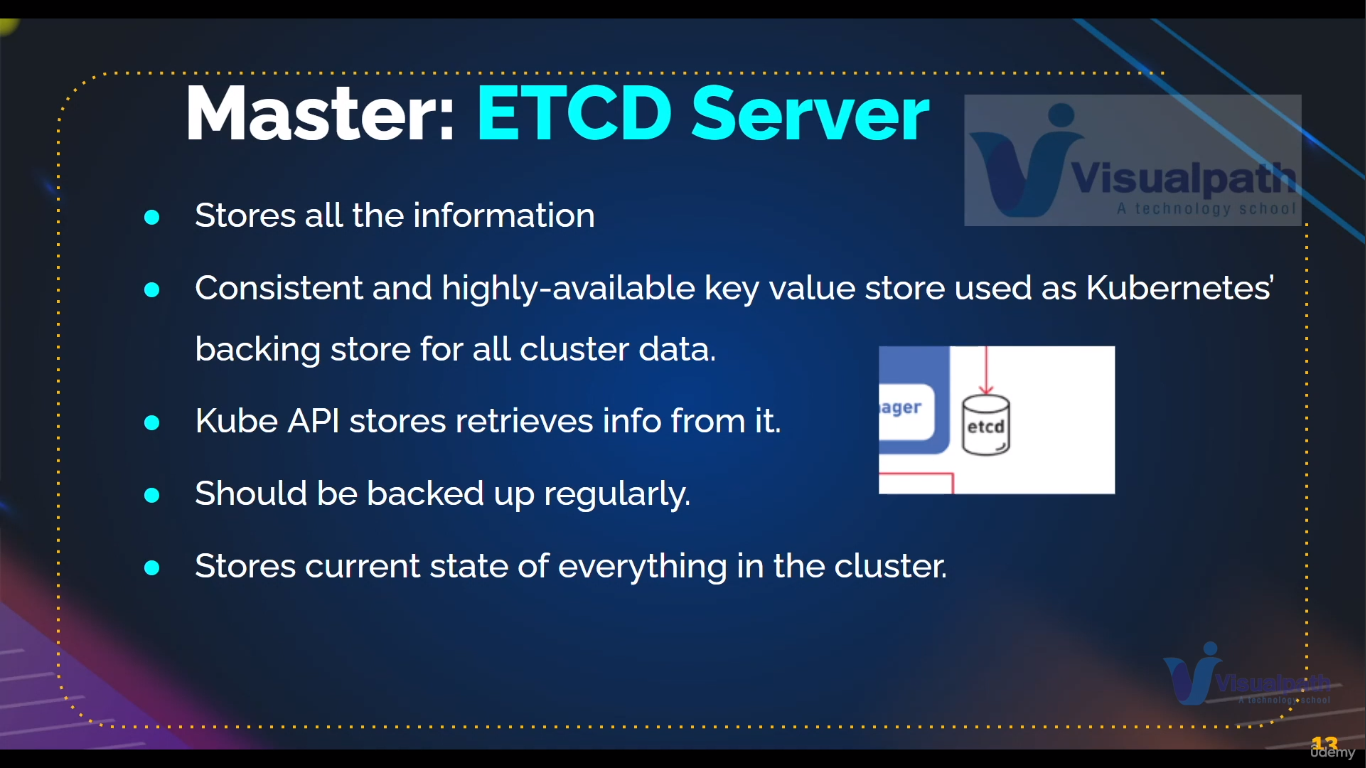 Master: ETCD Server
Visualpath
A technology school
● Stores all the information
● Consistent and highly-available key value store used as Kubernetes’
backing store for all cluster data.
● Kube API stores retrieves info from it.
ager
etcd
● Should be backed up regularly.
● Stores current state of everything in the cluster.
Visualpath
A technology school
13
udemy